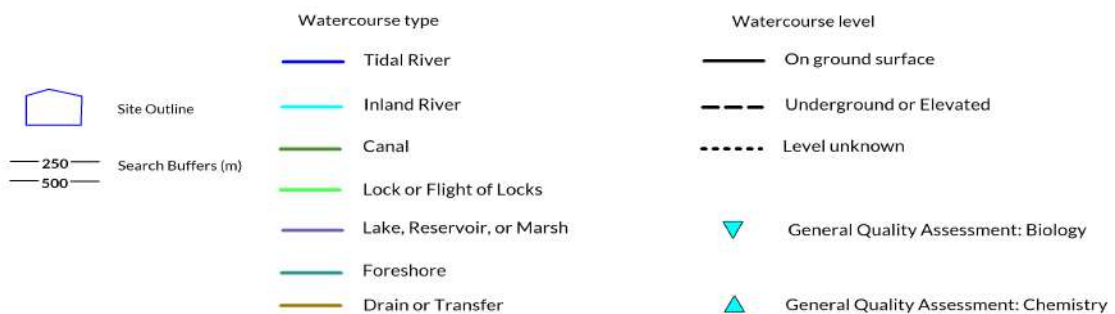 Watercourse type
Watercourse level
Tidal River
On ground surface
Site Outline
Inland River
Underground or Elevated
Canal
Level unknown
250
Search Buffers (m)
500
Lock or Flight of Locks
Lake, Reservoir, or Marsh
General Quality Assessment: Biology
Foreshore
Drain or Transfer
General Quality Assessment: Chemistry